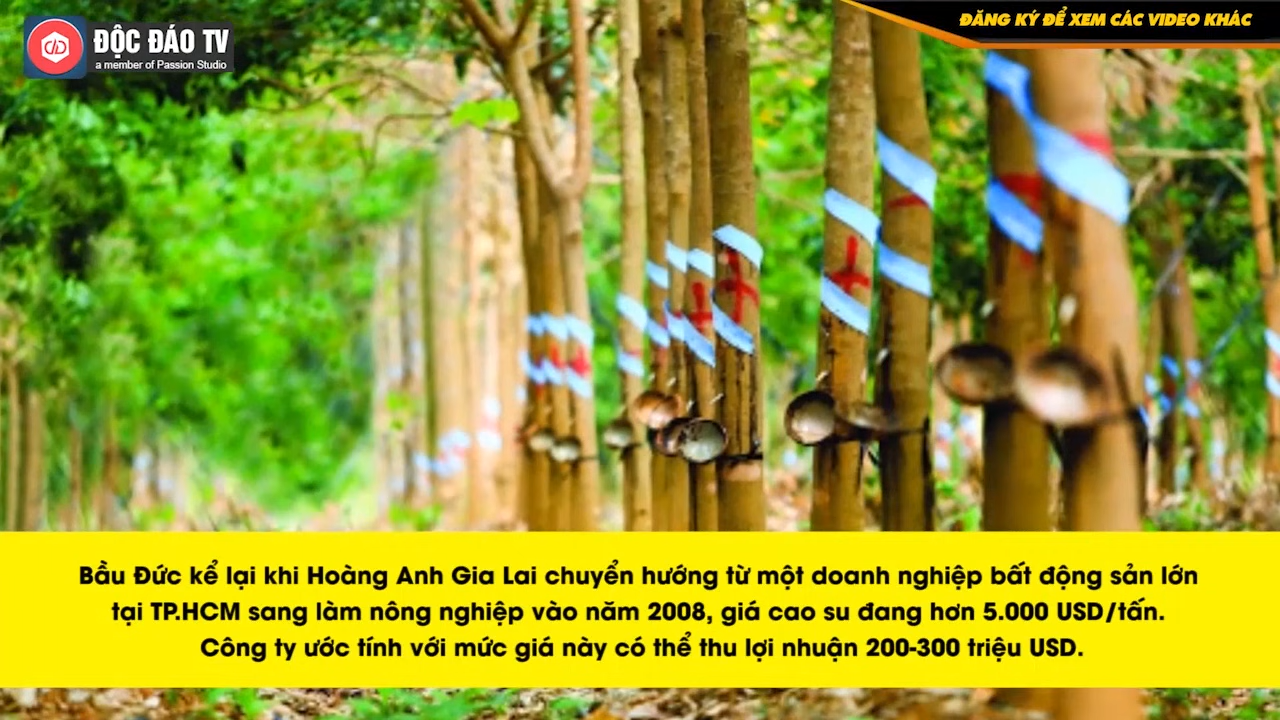 ĐỘC ĐÁO TV
a member of Passion Studio
ĐĂNG KÝ ĐỂ XEM CÁC VIDEO KHÁC
Bầu Đức kể lại khi Hoàng Anh Gia Lai chuyển hướng từ một doanh nghiệp bất động sản lớn
tại TP.HCM sang làm nông nghiệp vào năm 2008, giá cao su đang hơn 5.000 USD/tấn.
Công ty ước tính với mức giá này có thể thu lợi nhuận 200-300 triệu USD.